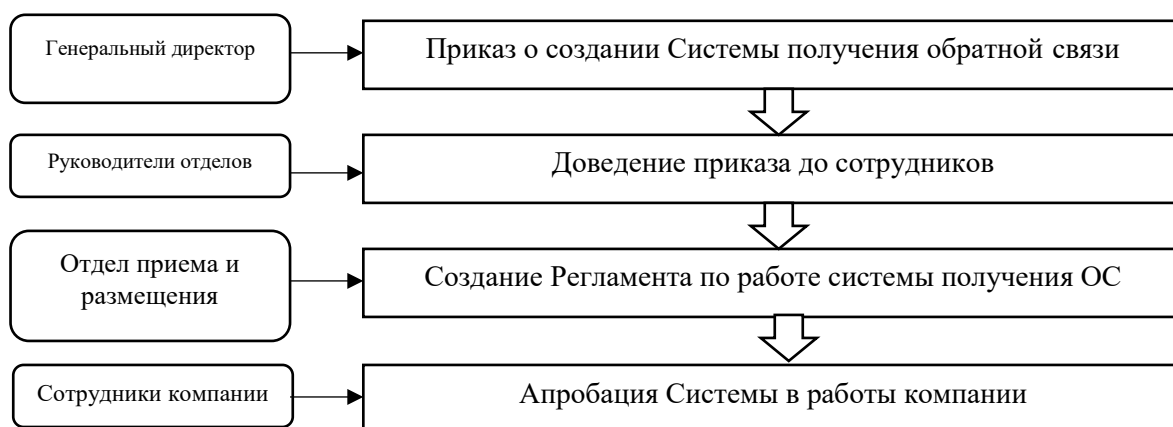 Генеральный директор
Приказ о создании Системы получения обратной связи
Руководители отделов
Доведение приказа до сотрудников
Отдел приема и
размещения
Создание Регламента по работе системы получения ОС
Сотрудники компании
Апробация Системы в работы компании